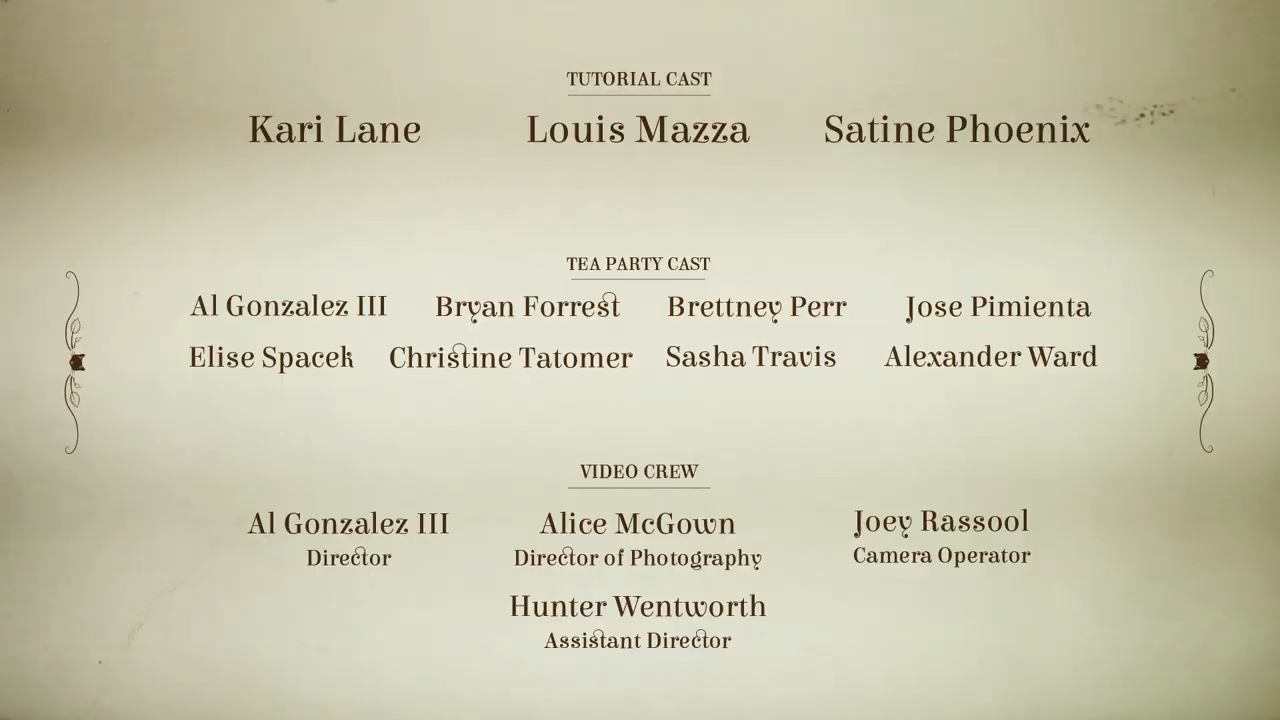 TUTORIAL CAST
Kari Lane Louis Mazza Satine Phoenix
TEA PARTY CAST
Al Gonzalez III Bryan Forrest Brettney Perr Jose Pimienta
Elise Spacek Christine Tatomer Sasha Travis Alexander Ward
VIDEO CREW
Al Gonzalez III Alice McGown Joey Rassool
Director Director of Photography Camera Operator
Hunter Wentworth
Assistant Director